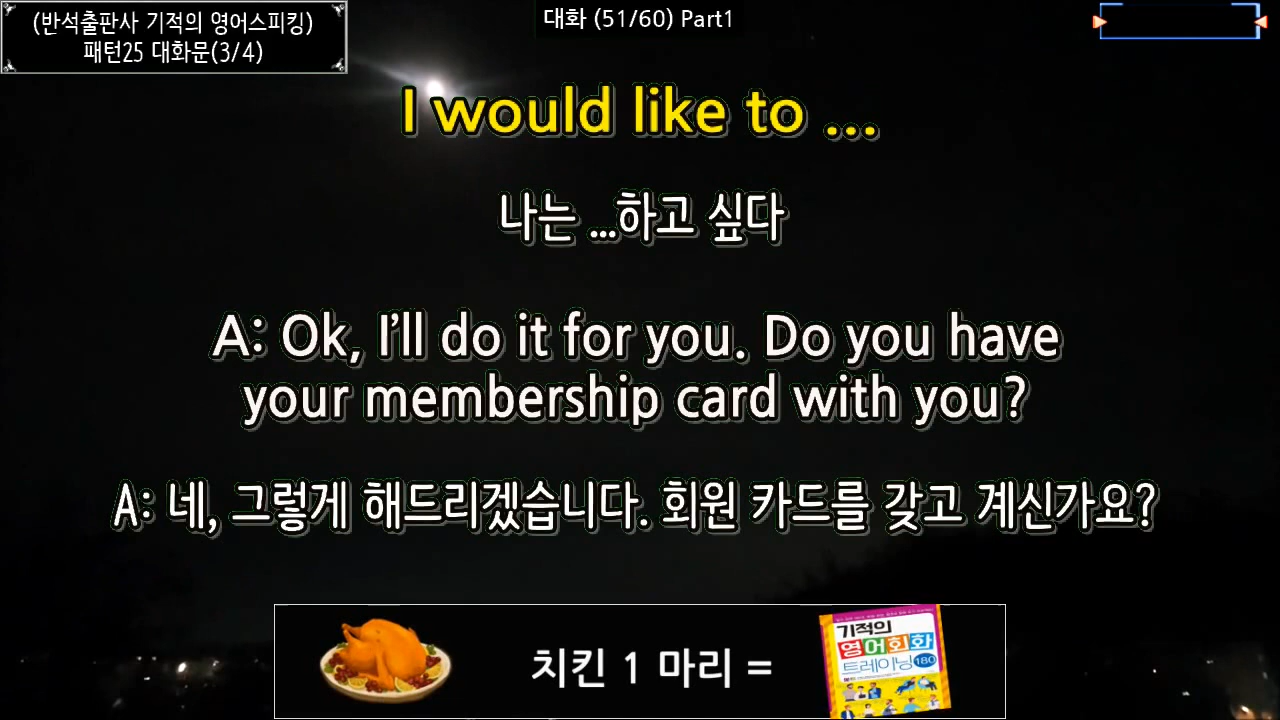 (반석출판사 기적의 영어스피킹)
패턴25 대화문(3/4)
대화 (51/60) Part1
I would like to ...
나는 ...하고 싶다
A: Ok, I'll do it for you. Do you have
your membership card with you?
A: 네, 그렇게 해드리겠습니다. 회원 카드를 갖고 계신가요?
치킨 1 마리 =
기적의
영어회화
트레이닝 180